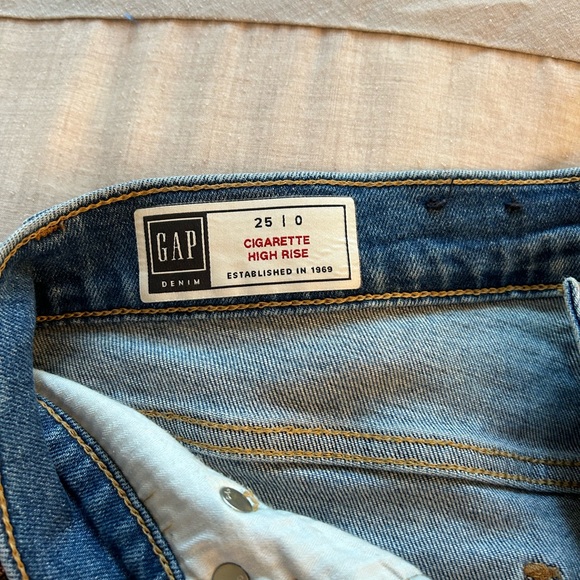 GAP
DENIM
25 | 0
CIGARETTE
HIGH RISE
ESTABLISHED IN 1969